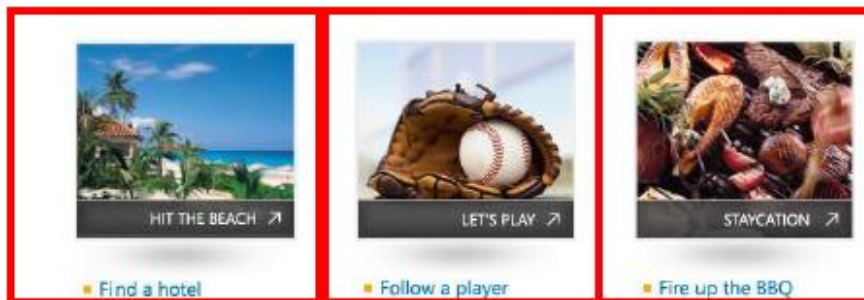 HIT THE BEACH
LET'S PLAY
STAYCATION
Find a hotel
Follow a player
Fire up the BBQ